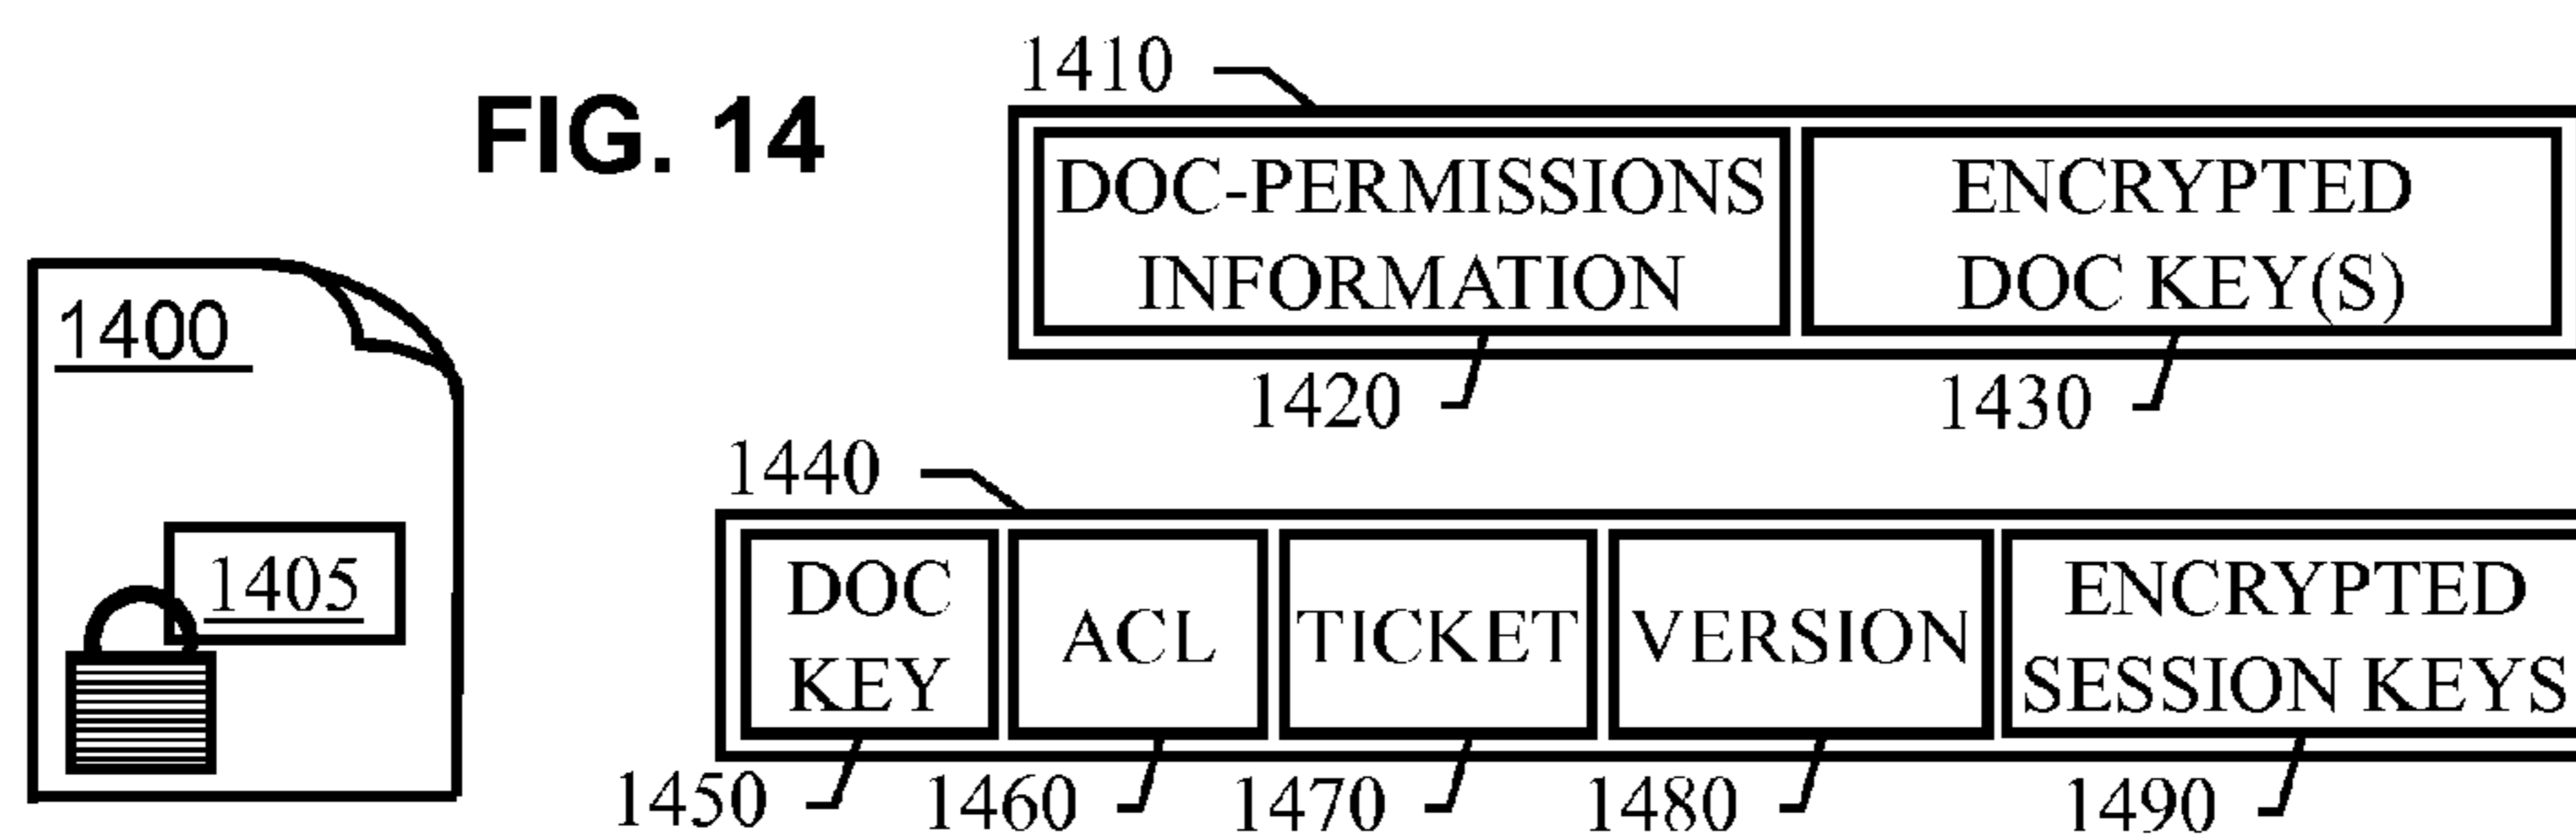 FIG. 14
1400
1405
1410
DOC-PERMISSIONS
INFORMATION
ENCRYPTED
DOC KEY(S)
1420
1430
1440
DOC
KEY
ACL
TICKET
VERSION
ENCRYPTED
SESSION KEYS
1450
1460
1470
1480
1490